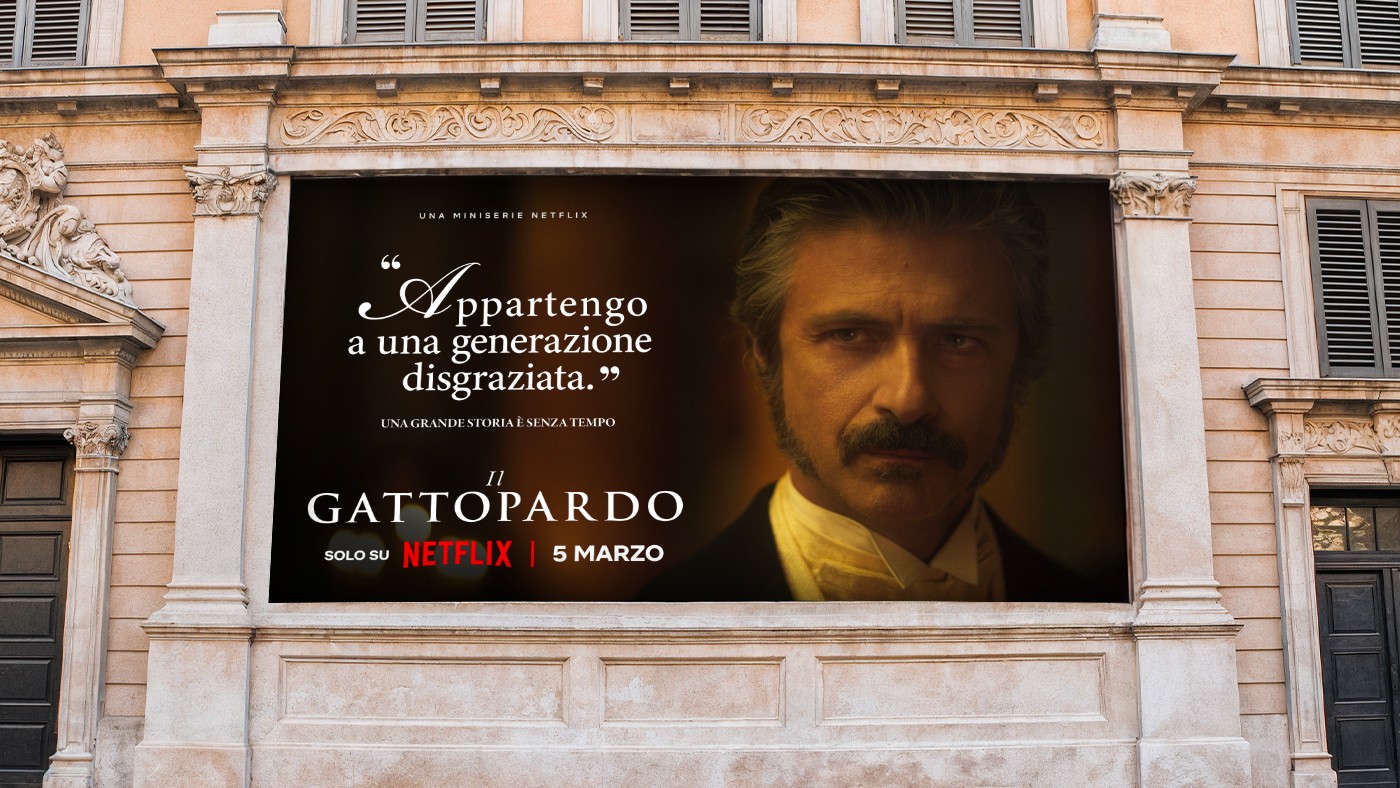 UNA MINISERIE NETFLIX
“Appartengo
a una generazione
disgraziata.”
UNA GRANDE STORIA È SENZA TEMPO
Il
GATTOPARDO
SOLO SU NETFLIX | 5 MARZO